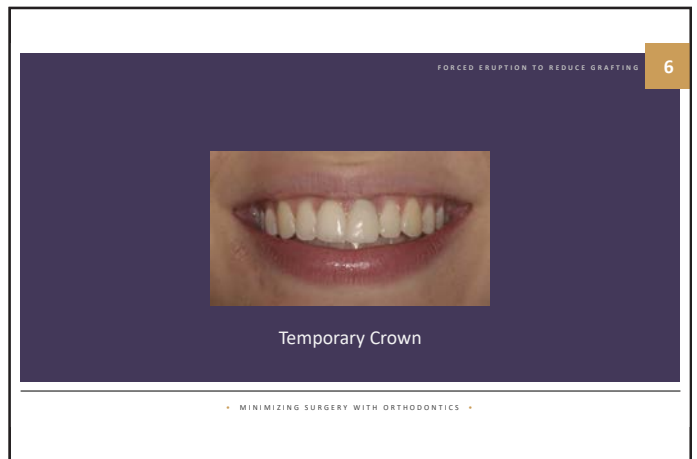 FORCED ERUPTION TO REDUCE GRAFTING 6
Temporary Crown
• MINIMIZING SURGERY WITH ORTHODONTICS •